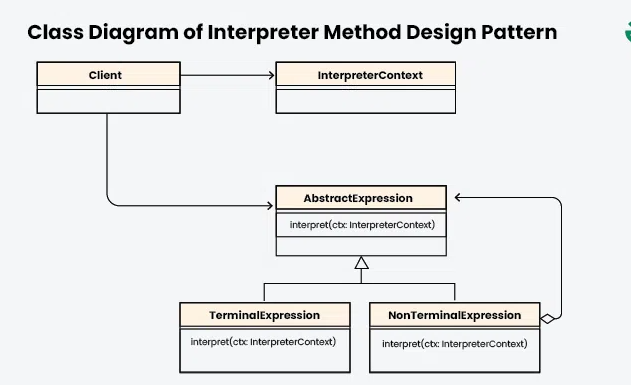 Class Diagram of Interpreter Method Design Pattern
Client
InterpreterContext
AbstractExpression
interpret(ctx: InterpreterContext)
TerminalExpression
interpret(ctx: InterpreterContext)
NonTerminalExpression
interpret(ctx: InterpreterContext)